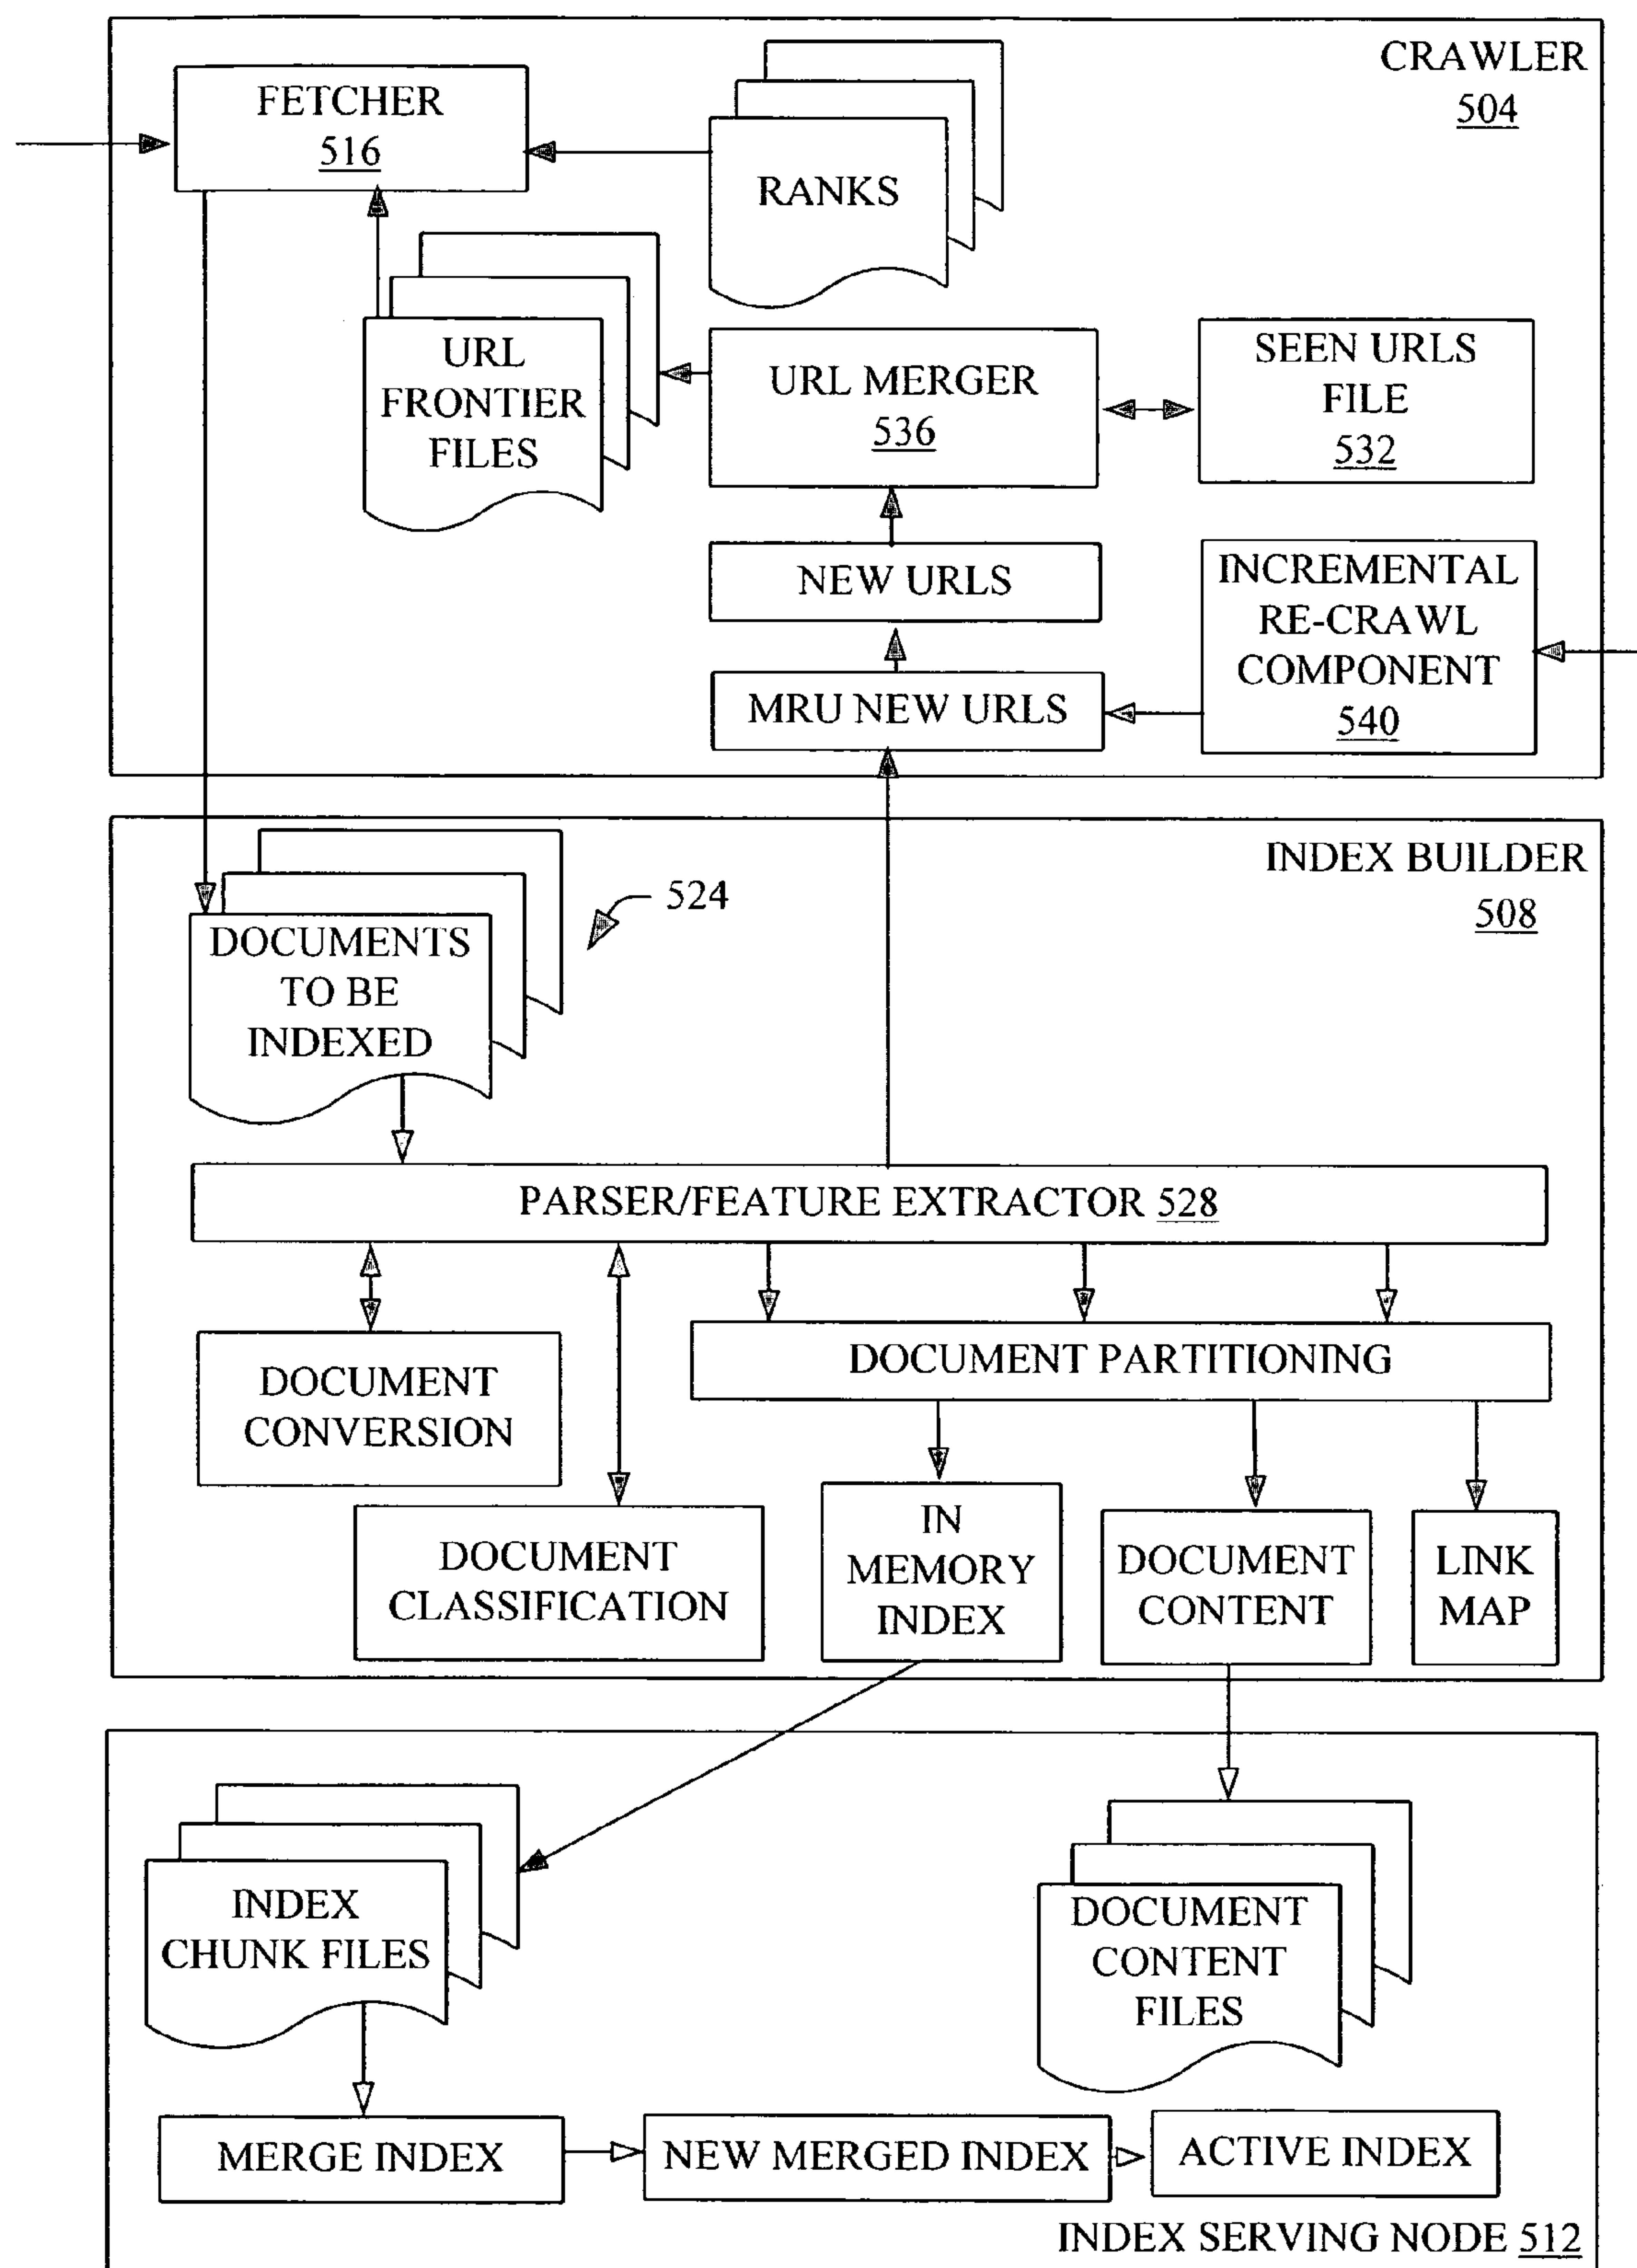 CRAWLER
504
FETCHER
516
RANKS
URL
FRONTIER
FILES
URL MERGER
536
SEEN URLS
FILE
532
NEW URLS
INCREMENTAL
RE-CRAWL
COMPONENT
540
MRU NEW URLS
INDEX BUILDER
508
524
DOCUMENTS
TO BE
INDEXED
PARSER/FEATURE EXTRACTOR 528
DOCUMENT PARTITIONING
DOCUMENT
CONVERSION
DOCUMENT
CLASSIFICATION
IN
MEMORY
INDEX
DOCUMENT
CONTENT
LINK
MAP
INDEX
CHUNK FILES
DOCUMENT
CONTENT
FILES
MERGE INDEX
NEW MERGED INDEX
ACTIVE INDEX
INDEX SERVING NODE 512